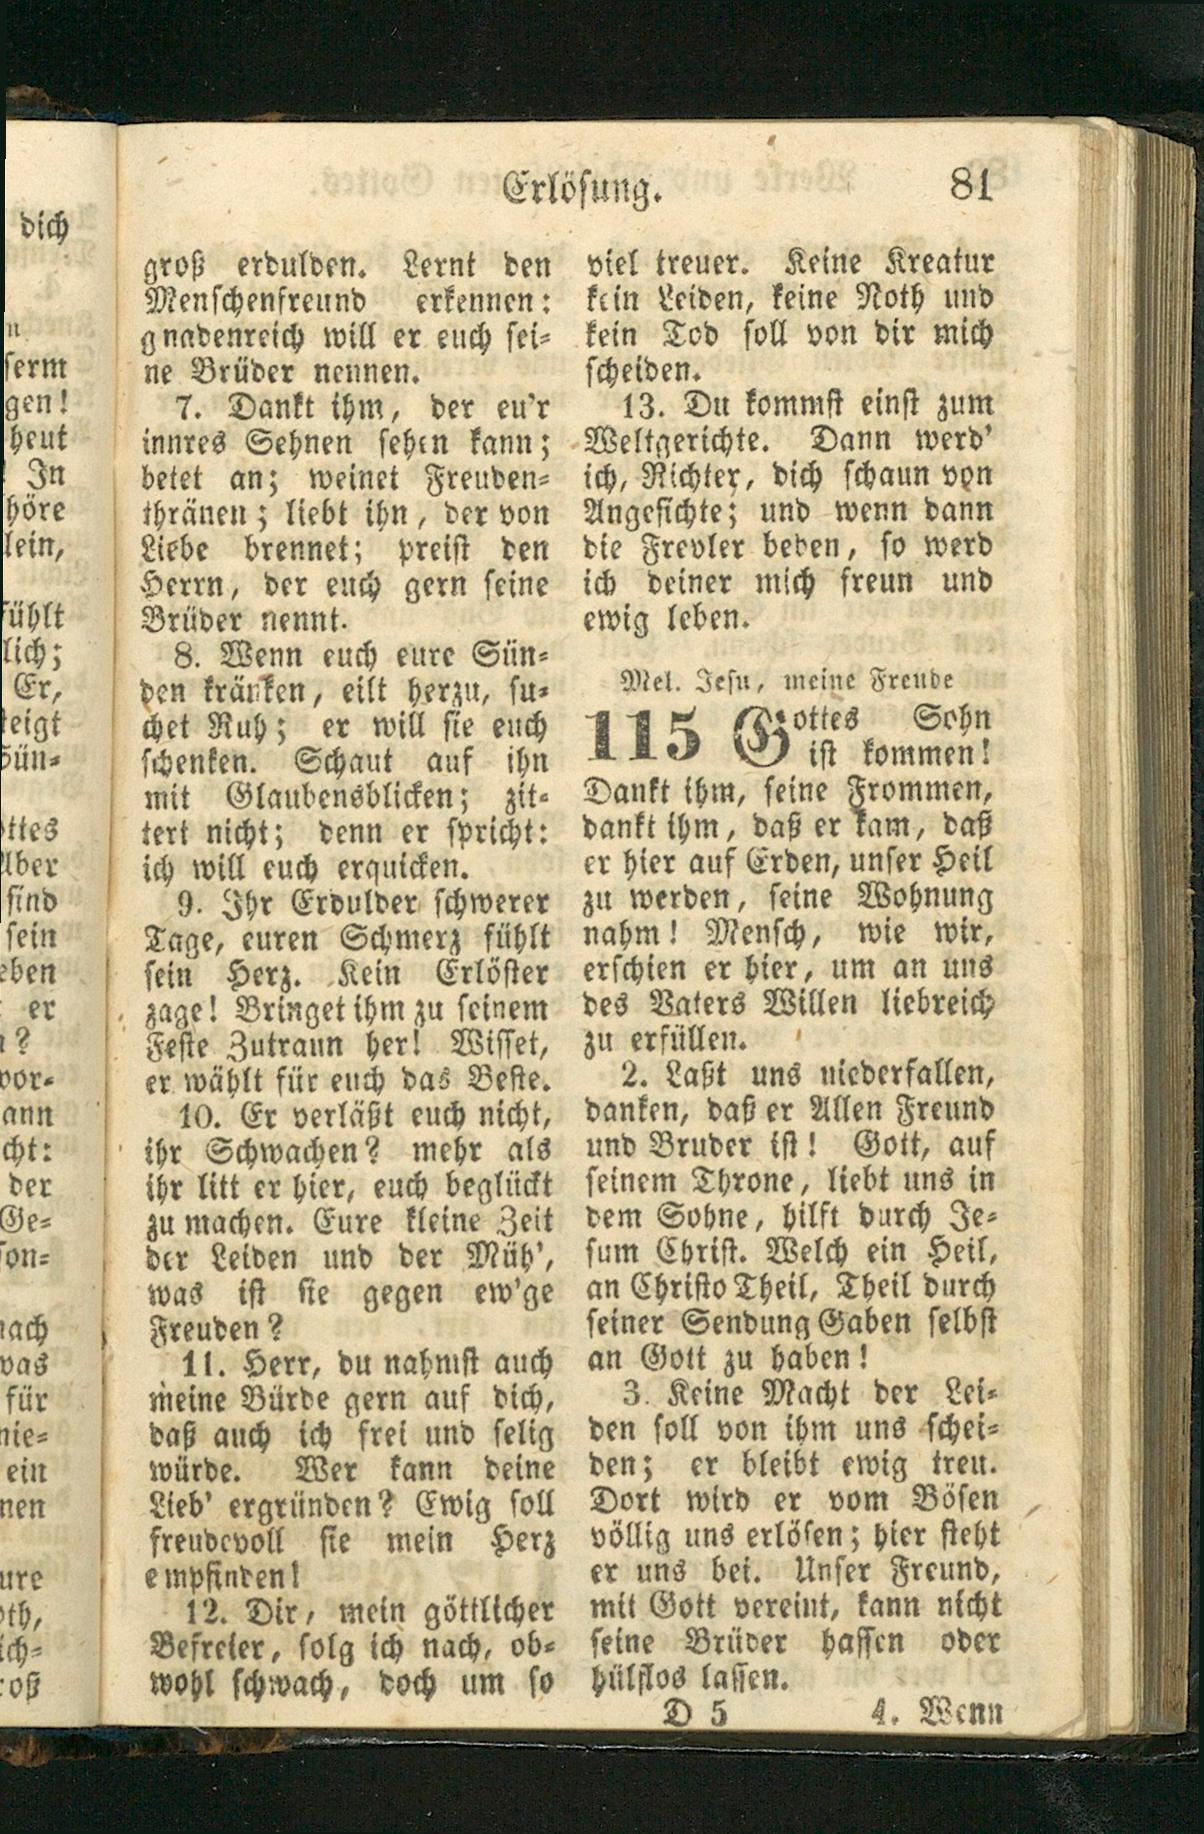 Erlösung.
81
groß erdulden. Lernt den
Menschenfreund erkennen:
gnadenreich will er euch sei=
ne Brüder nennen.
7. Dankt ihm, der eu'r
innres Sehnen sehen kann;
betet an; weinet Freuden=
thränen; liebt ihn, der von
Liebe brennet; preist den
Herrn, der euch gern seine
Brüder nennt.
8. Wenn euch eure Sün=
den kränken, eilt herzu, su=
chet Ruh; er will sie euch
schenken. Schaut auf ihn
mit Glaubensblicken; zit=
tert nicht; denn er spricht:
ich will euch erquicken.
9. Ihr Erdulder schwerer
Tage, euren Schmerz fühlt
sein Herz. Kein Erlöster
zage! Bringet ihm zu seinem
Feste Zutraun her! Wisset,
er wählt für euch das Beste.
10. Er verläßt euch nicht,
ihr Schwachen? mehr als
ihr litt er hier, euch beglückt
zu machen. Eure kleine Zeit
der Leiden und der Müh',
was ist sie gegen ew'ge
Freuden?
11. Herr, du nahmst auch
meine Bürde gern auf dich,
daß auch ich frei und selig
würde. Wer kann deine
Lieb' ergründen? Ewig soll
freudevoll sie mein Herz
empfinden!
12. Dir, mein göttlicher
Befreier, folg ich nach, ob=
wohl schwach, doch um so
viel treuer. Keine Kreatur
kein Leiden, keine Noth und
kein Tod soll von dir mich
scheiden.
13. Du kommst einst zum
Weltgerichte. Dann werd'
ich, Richter, dich schaun von
Angesichte; und wenn dann
die Frevler beben, so werd
ich deiner mich freun und
ewig leben.
Mel. Jesu, meine Freude
115 Gottes Sohn
ist kommen!
Dankt ihm, seine Frommen,
dankt ihm, daß er kam, daß
er hier auf Erden, unser Heil
zu werden, seine Wohnung
nahm! Mensch, wie wir,
erschien er hier, um an uns
des Vaters Willen liebreich
zu erfüllen.
2. Laßt uns niederfallen,
danken, daß er Allen Freund
und Bruder ist! Gott, auf
seinem Throne, liebt uns in
dem Sohne, hilft durch Je=
sum Christ. Welch ein Heil,
an Christo Theil, Theil durch
seiner Sendung Gaben selbst
an Gott zu haben!
3. Keine Macht der Lei=
den soll von ihm uns schei=
den; er bleibt ewig treu.
Dort wird er vom Bösen
völlig uns erlösen; hier steht
er uns bei. Unser Freund,
mit Gott vereint, kann nicht
seine Brüder hassen oder
hülflos lassen.
D 5
4. Wenn